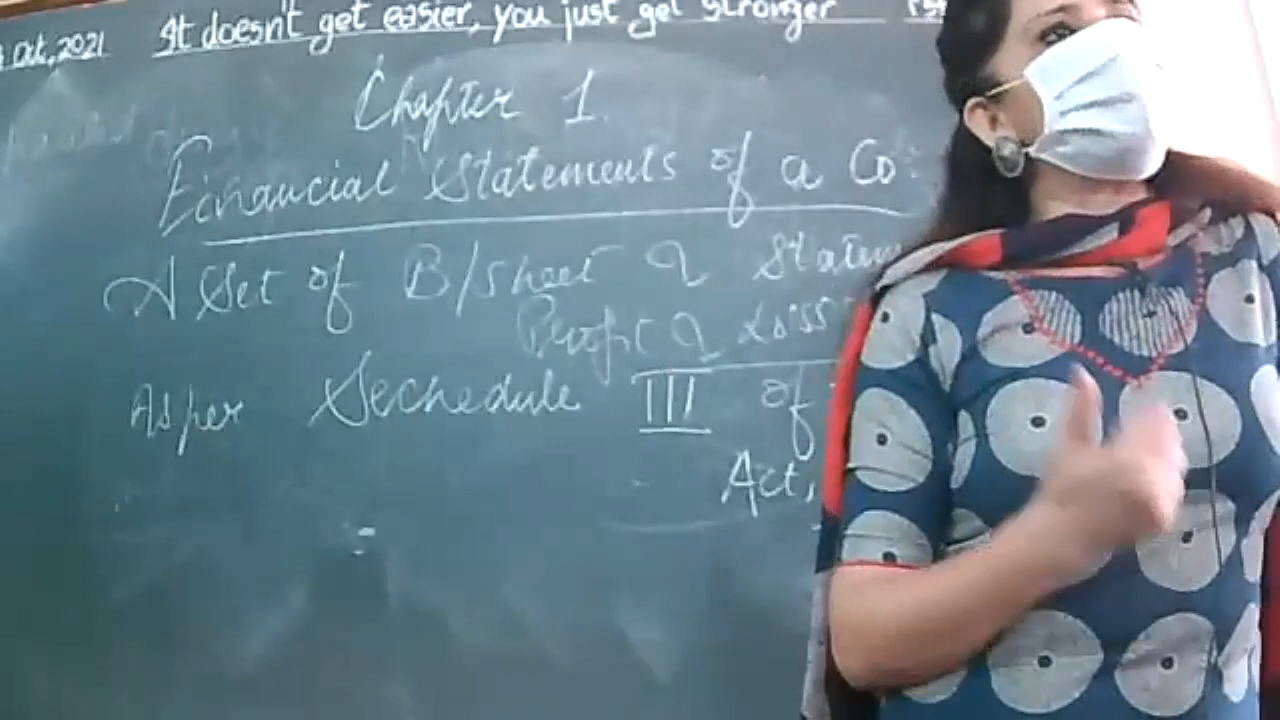 Oct, 2021 It doesn't get easier, you just get stronger
Chapter 1.
Financial Statements of a Co.
A Set of B/Sheet & Statem
Profit & Loss
As per Sechedule III of
Act,